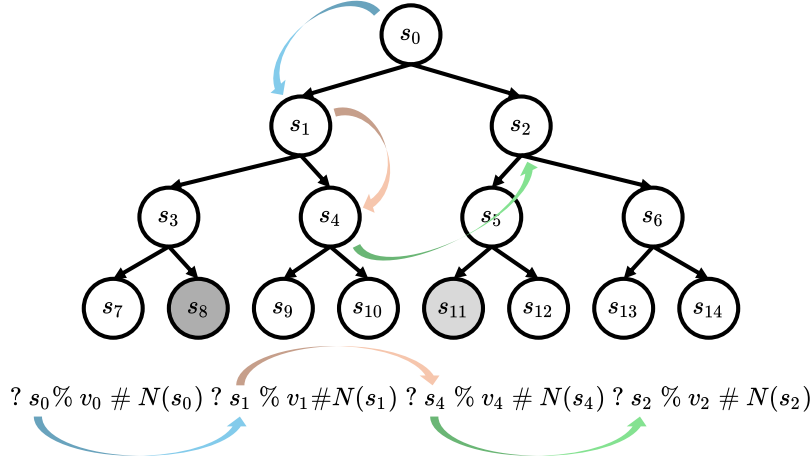 s₀
s₁ s₂
s₃ s₄ s₅ s₆
s₇ s₈ s₉ s₁₀ s₁₁ s₁₂ s₁₃ s₁₄
? s₀% v₀ # N(s₀) ? s₁ % v₁#N(s₁) ? s₄ % v₄ # N(s₄) ? s₂ % v₂ # N(s₂)